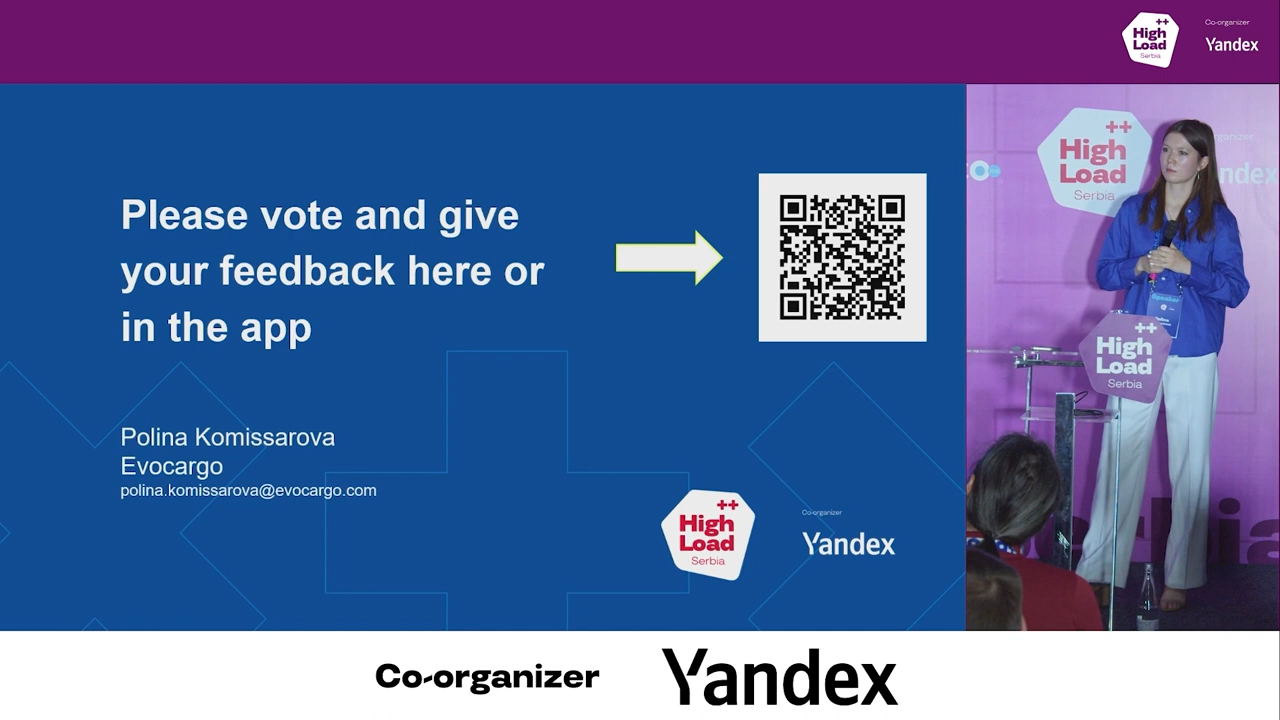 ++
High
Load
Serbia
Co-organizer
Yandex
Please vote and give
your feedback here or
in the app
Polina Komissarova
Evocargo
polina.komissarova@evocargo.com
++
High
Load
Serbia
Co-organizer
Yandex
++
High
Load
Serbia
ndex
++
High
Load
Serbia
Co-organizer
Yandex